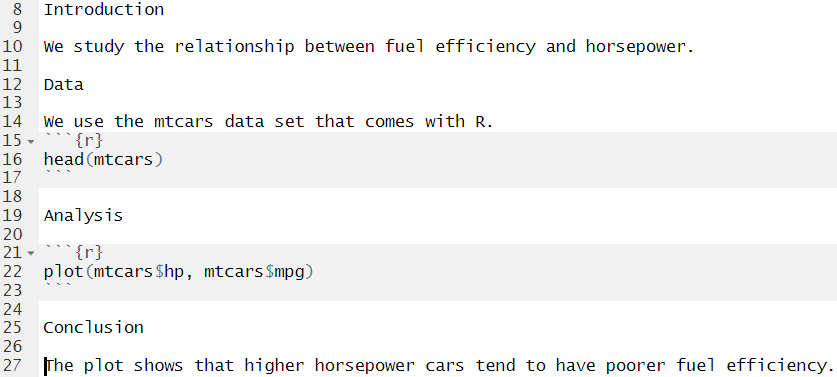 8 Introduction
9
10 We study the relationship between fuel efficiency and horsepower.
11
12 Data
13
14 We use the mtcars data set that comes with R.
15 ```{r}
16 head(mtcars)
17 ```
18
19 Analysis
20
21 ```{r}
22 plot(mtcars$hp, mtcars$mpg)
23 ```
24
25 Conclusion
26
27 The plot shows that higher horsepower cars tend to have poorer fuel efficiency.